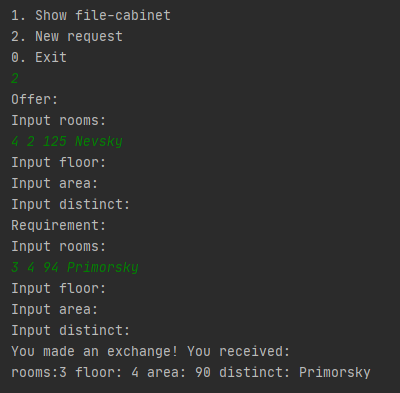 1. Show file-cabinet
2. New request
0. Exit
2
Offer:
Input rooms:
4 2 125 Nevsky
Input floor:
Input area:
Input distinct:
Requirement:
Input rooms:
3 4 94 Primorsky
Input floor:
Input area:
Input distinct:
You made an exchange! You received:
rooms:3 floor: 4 area: 90 distinct: Primorsky